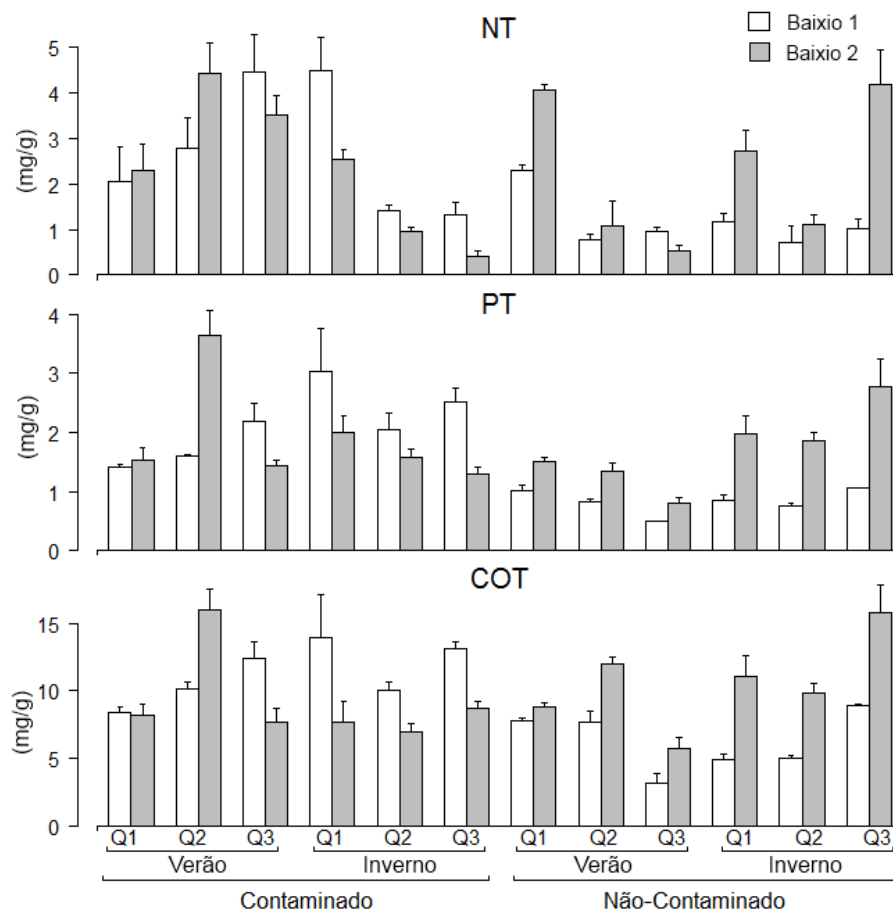 NT
Baixio 1
Baixio 2
(mg/g)
5
4
3
2
1
0
PT
(mg/g)
4
3
2
1
0
COT
(mg/g)
15
10
5
0
Q1 Q2 Q3 Q1 Q2 Q3 Q1 Q2 Q3 Q1 Q2 Q3
Verão Inverno Verão Inverno
Contaminado Não-Contaminado